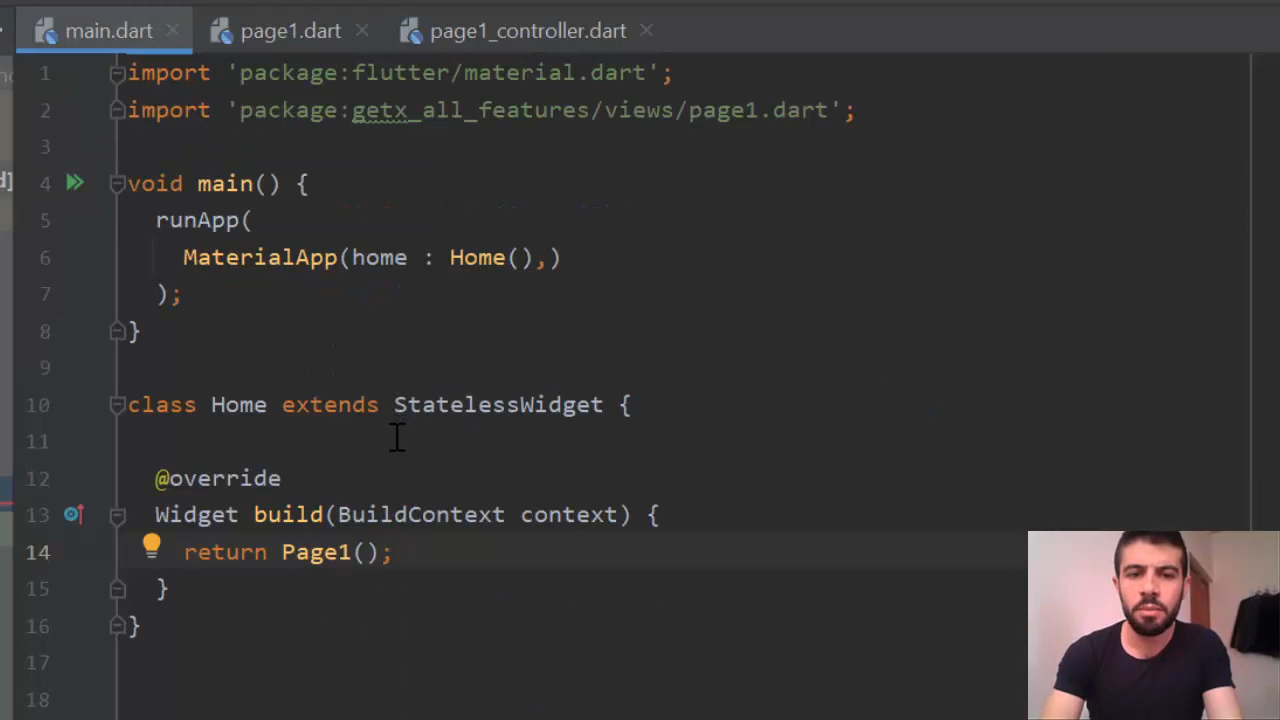 main.dart
page1.dart
page1_controller.dart
1 import 'package:flutter/material.dart';
2 import 'package:getx_all_features/views/page1.dart';
3
4 void main() {
5 runApp(
6 MaterialApp(home : Home(),)
7 );
8 }
9
10 class Home extends StatelessWidget {
11
12 @override
13 Widget build(BuildContext context) {
14 return Page1();
15 }
16 }
17
18